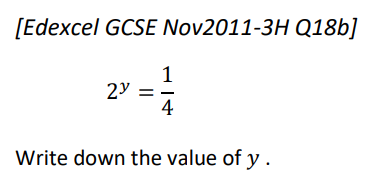 [Edexcel GCSE Nov2011-3H Q18b]
2^y = 1/4
Write down the value of y .